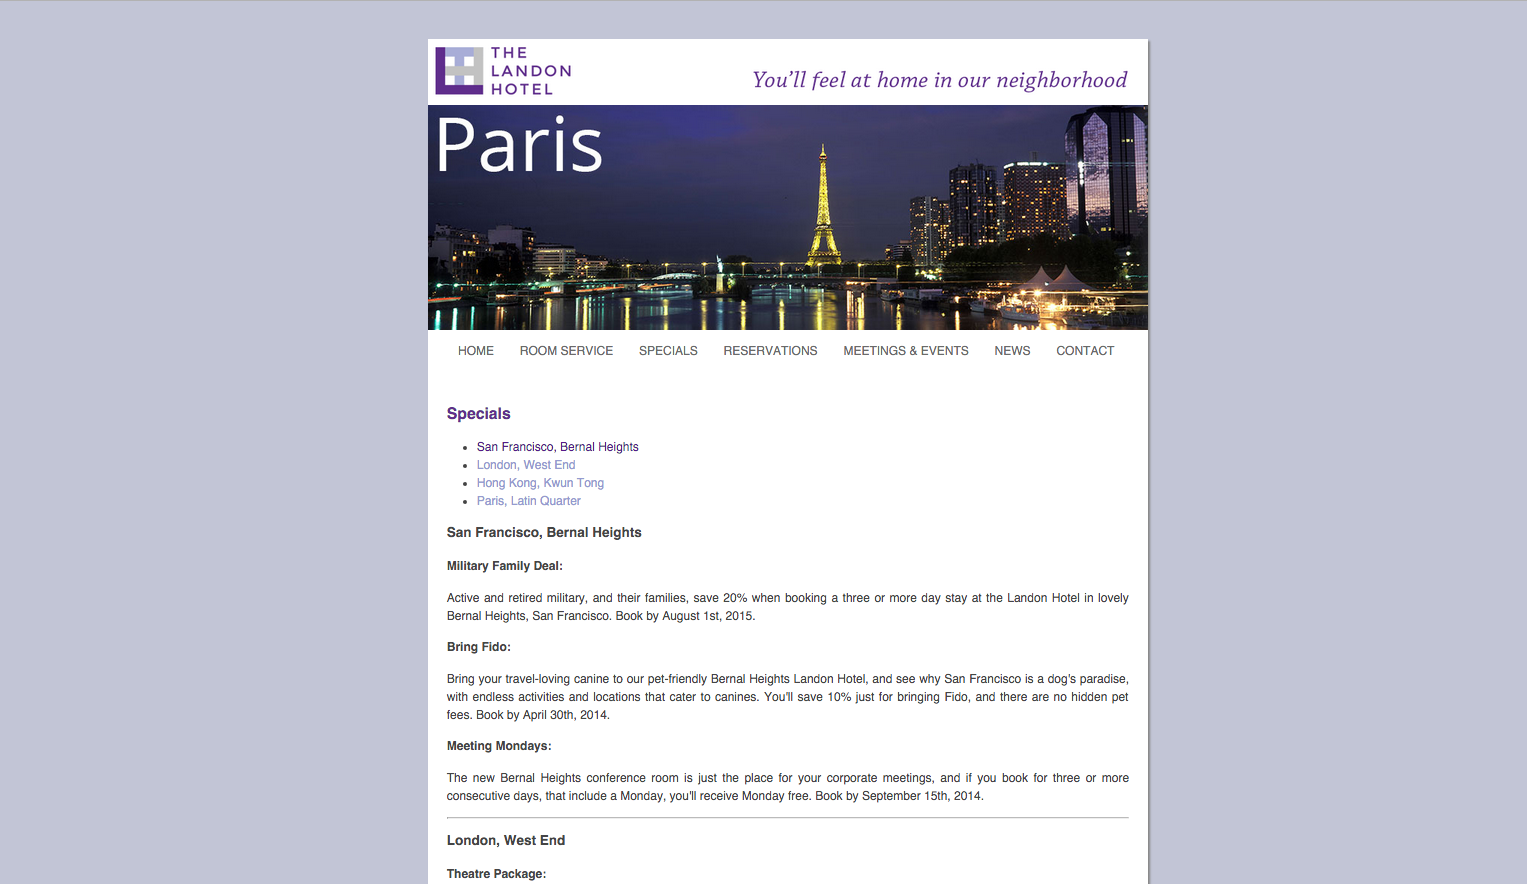 THE
LANDON
HOTEL
You'll feel at home in our neighborhood
Paris
HOME ROOM SERVICE SPECIALS RESERVATIONS MEETINGS & EVENTS NEWS CONTACT
Specials
• San Francisco, Bernal Heights
• London, West End
• Hong Kong, Kwun Tong
• Paris, Latin Quarter
San Francisco, Bernal Heights
Military Family Deal:
Active and retired military, and their families, save 20% when booking a three or more day stay at the Landon Hotel in lovely
Bernal Heights, San Francisco. Book by August 1st, 2015.
Bring Fido:
Bring your travel-loving canine to our pet-friendly Bernal Heights Landon Hotel, and see why San Francisco is a dog's paradise,
with endless activities and locations that cater to canines. You'll save 10% just for bringing Fido, and there are no hidden pet
fees. Book by April 30th, 2014.
Meeting Mondays:
The new Bernal Heights conference room is just the place for your corporate meetings, and if you book for three or more
consecutive days, that include a Monday, you'll receive Monday free. Book by September 15th, 2014.
London, West End
Theatre Package: